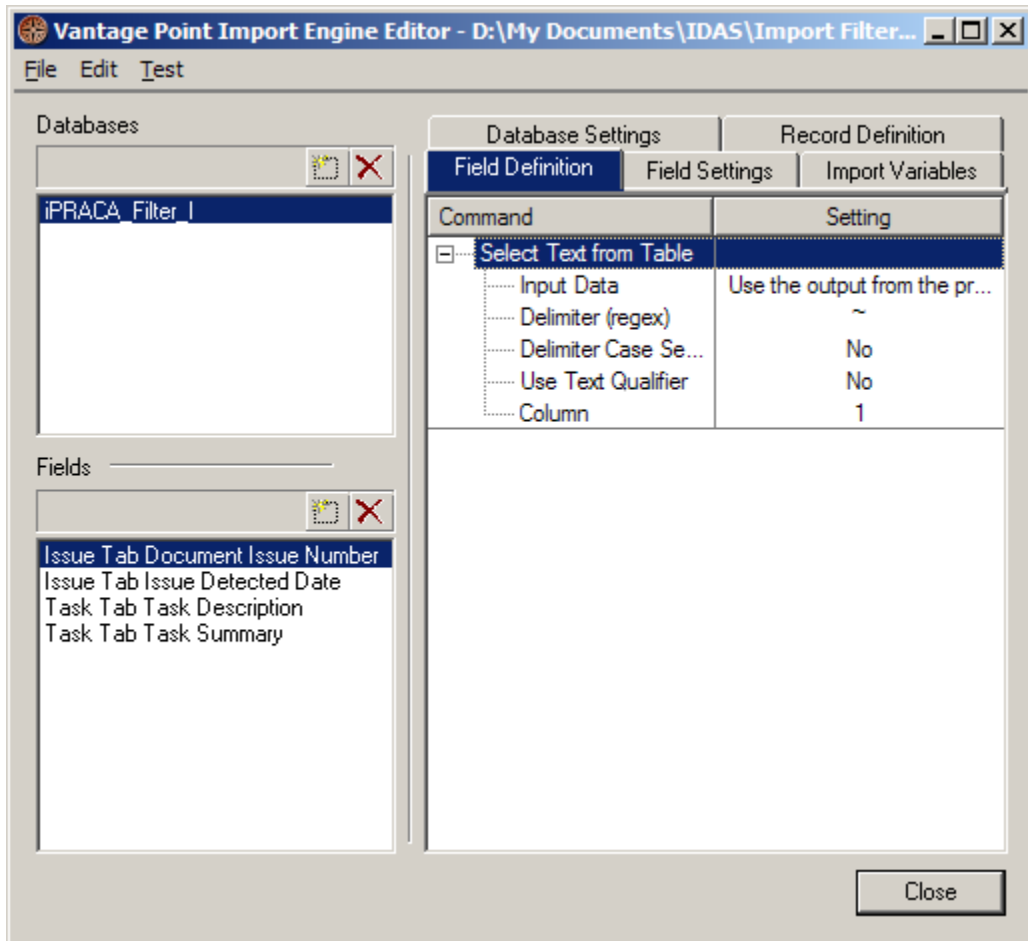 Vantage Point Import Engine Editor - D:\My Documents\IDAS\Import Filter...
File Edit Test
Databases
iPRACA_Filter_I
Fields
Issue Tab Document Issue Number
Issue Tab Issue Detected Date
Task Tab Task Description
Task Tab Task Summary
Database Settings Record Definition
Field Definition Field Settings Import Variables
Command Setting
Select Text from Table
Input Data Use the output from the pr...
Delimiter (regex) ~
Delimiter Case Se... No
Use Text Qualifier No
Column 1
Close